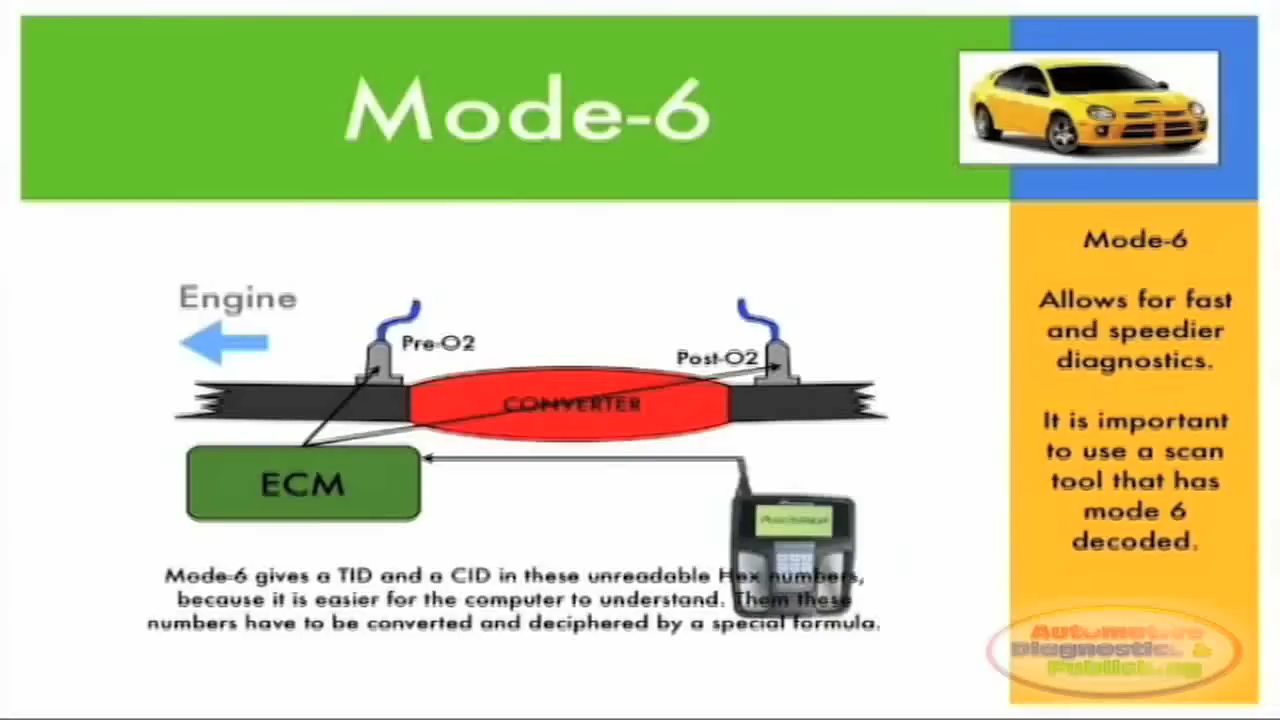 Mode-6
Mode-6
Allows for fast
and speedier
diagnostics.
It is important
to use a scan
tool that has
mode 6
decoded.
Engine
Pre-O2
Post-O2
CONVERTER
ECM
Mode-6 gives a TID and a CID in these unreadable Hex numbers,
because it is easier for the computer to understand. Them these
numbers have to be converted and deciphered by a special formula.
Automotive
Diagnostics &
Publishing